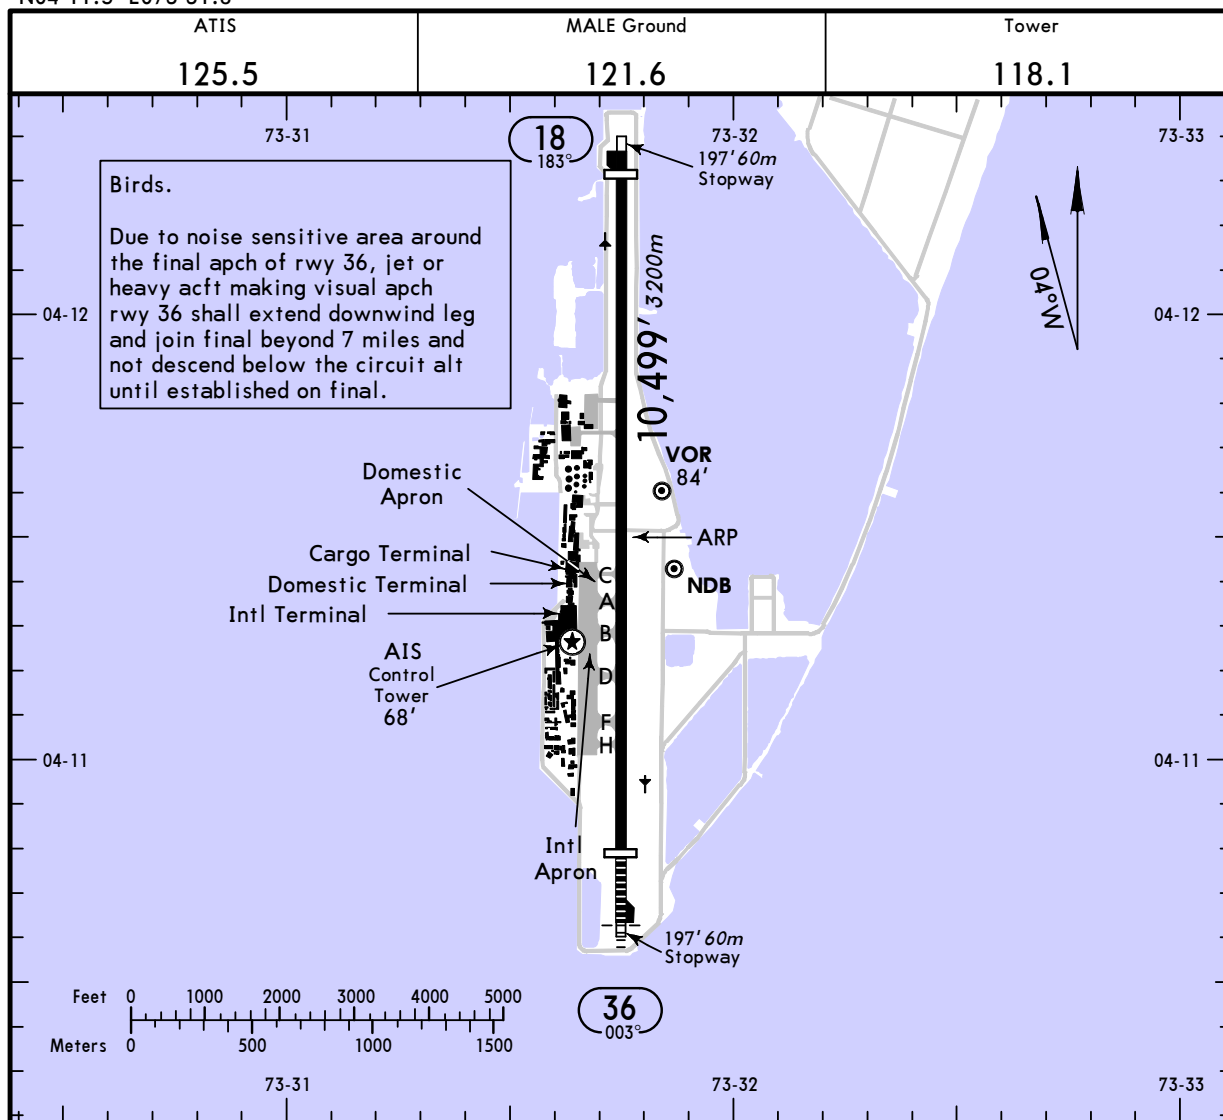 ATIS
MALE Ground
Tower
125.5
121.6
118.1
73-31
18
183°
73-32
73-33
197'60m
Stopway
Birds.
Due to noise sensitive area around
the final apch of rwy 36, jet or
heavy acft making visual apch
rwy 36 shall extend downwind leg
and join final beyond 7 miles and
not descend below the circuit alt
until established on final.
04°W
04-12
04-12
10,499' 3200m
VOR
84'
Domestic
Apron
ARP
Cargo Terminal
NDB
Domestic Terminal
Intl Terminal
C
A
B
D
F
H
AIS
Control
Tower
68'
04-11
04-11
Intl
Apron
197'60m
Stopway
Feet 0 1000 2000 3000 4000 5000
Meters 0 500 1000 1500
36
003°
73-31
73-32
73-33